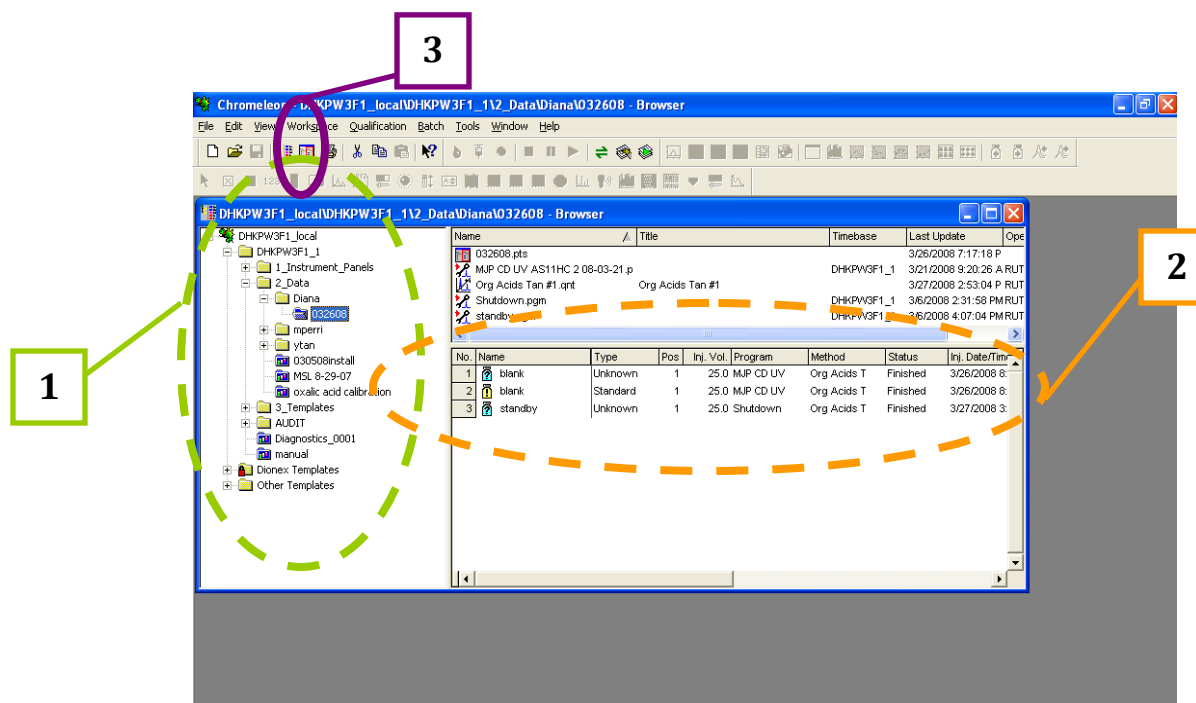 3
Chromeleon - DHKPW3F1_local\DHKPW3F1_1\2_Data\Diana\032608 - Browser
File Edit View Workspace Qualification Batch Tools Window Help
DHKPW3F1_local\DHKPW3F1_1\2_Data\Diana\032608 - Browser
DHKPW3F1_local
DHKPW3F1_1
1_Instrument_Panels
2_Data
Diana
032608
mperri
ytan
030508install
MSL 8-29-07
oxalic acid calibration
3_Templates
AUDIT
Diagnostics_0001
manual
Dionex Templates
Other Templates
Name Title Timebase Last Update Ope
032608.pts 3/26/2008 7:17:18 P
MJP CD UV AS11HC 2 08-03-21.p DHKPW3F1_1 3/21/2008 9:20:26 A RUT
Org Acids Tan #1.qnt Org Acids Tan #1 3/27/2008 2:53:04 P RUT
Shutdown.pgm DHKPW3F1_1 3/6/2008 2:31:58 PM RUT
standby DHKPW3F1_1 3/6/2008 4:07:04 PM RUT
No. Name Type Pos Inj. Vol. Program Method Status Inj. Date/Time
1 blank Unknown 1 25.0 MJP CD UV Org Acids T Finished 3/26/2008 8:
2 blank Standard 1 25.0 MJP CD UV Org Acids T Finished 3/26/2008 8:
3 standby Unknown 1 25.0 Shutdown Org Acids T Finished 3/27/2008 3:
1
2